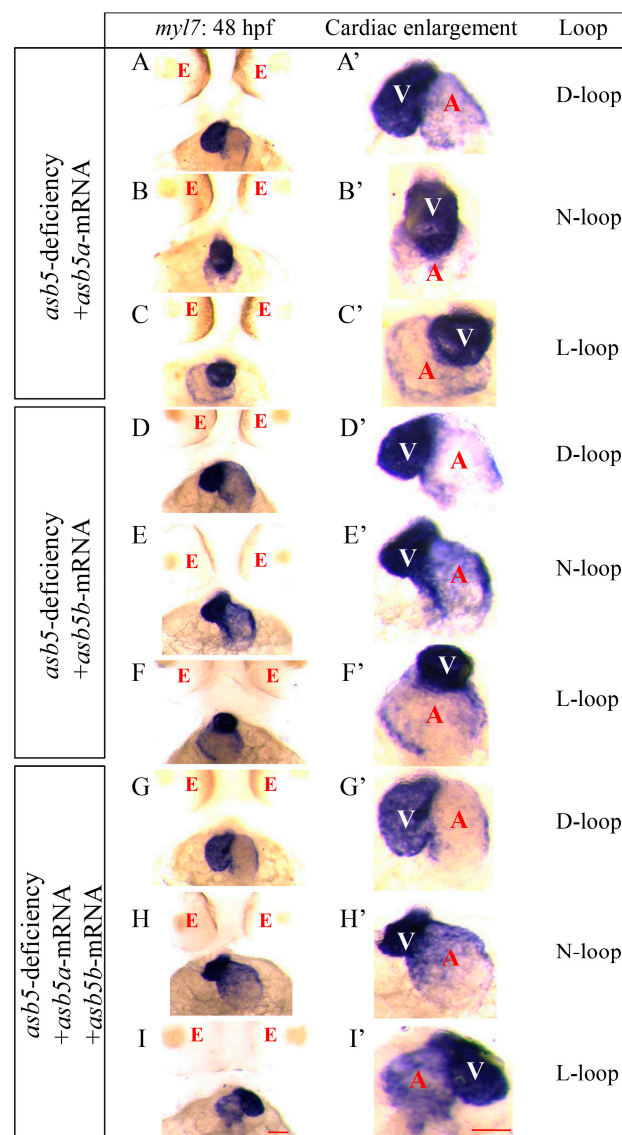 myl7: 48 hpf Cardiac enlargement Loop
asb5-deficiency
+asb5a-mRNA
A E E A’ V A D-loop
B E E B’ V A N-loop
C E E C’ V A L-loop
asb5-deficiency
+asb5b-mRNA
D E E D’ V A D-loop
E E E E’ V A N-loop
F E E F’ V A L-loop
asb5-deficiency
+asb5a-mRNA
+asb5b-mRNA
G E E G’ V A D-loop
H E E H’ V A N-loop
I E E I’ A V L-loop